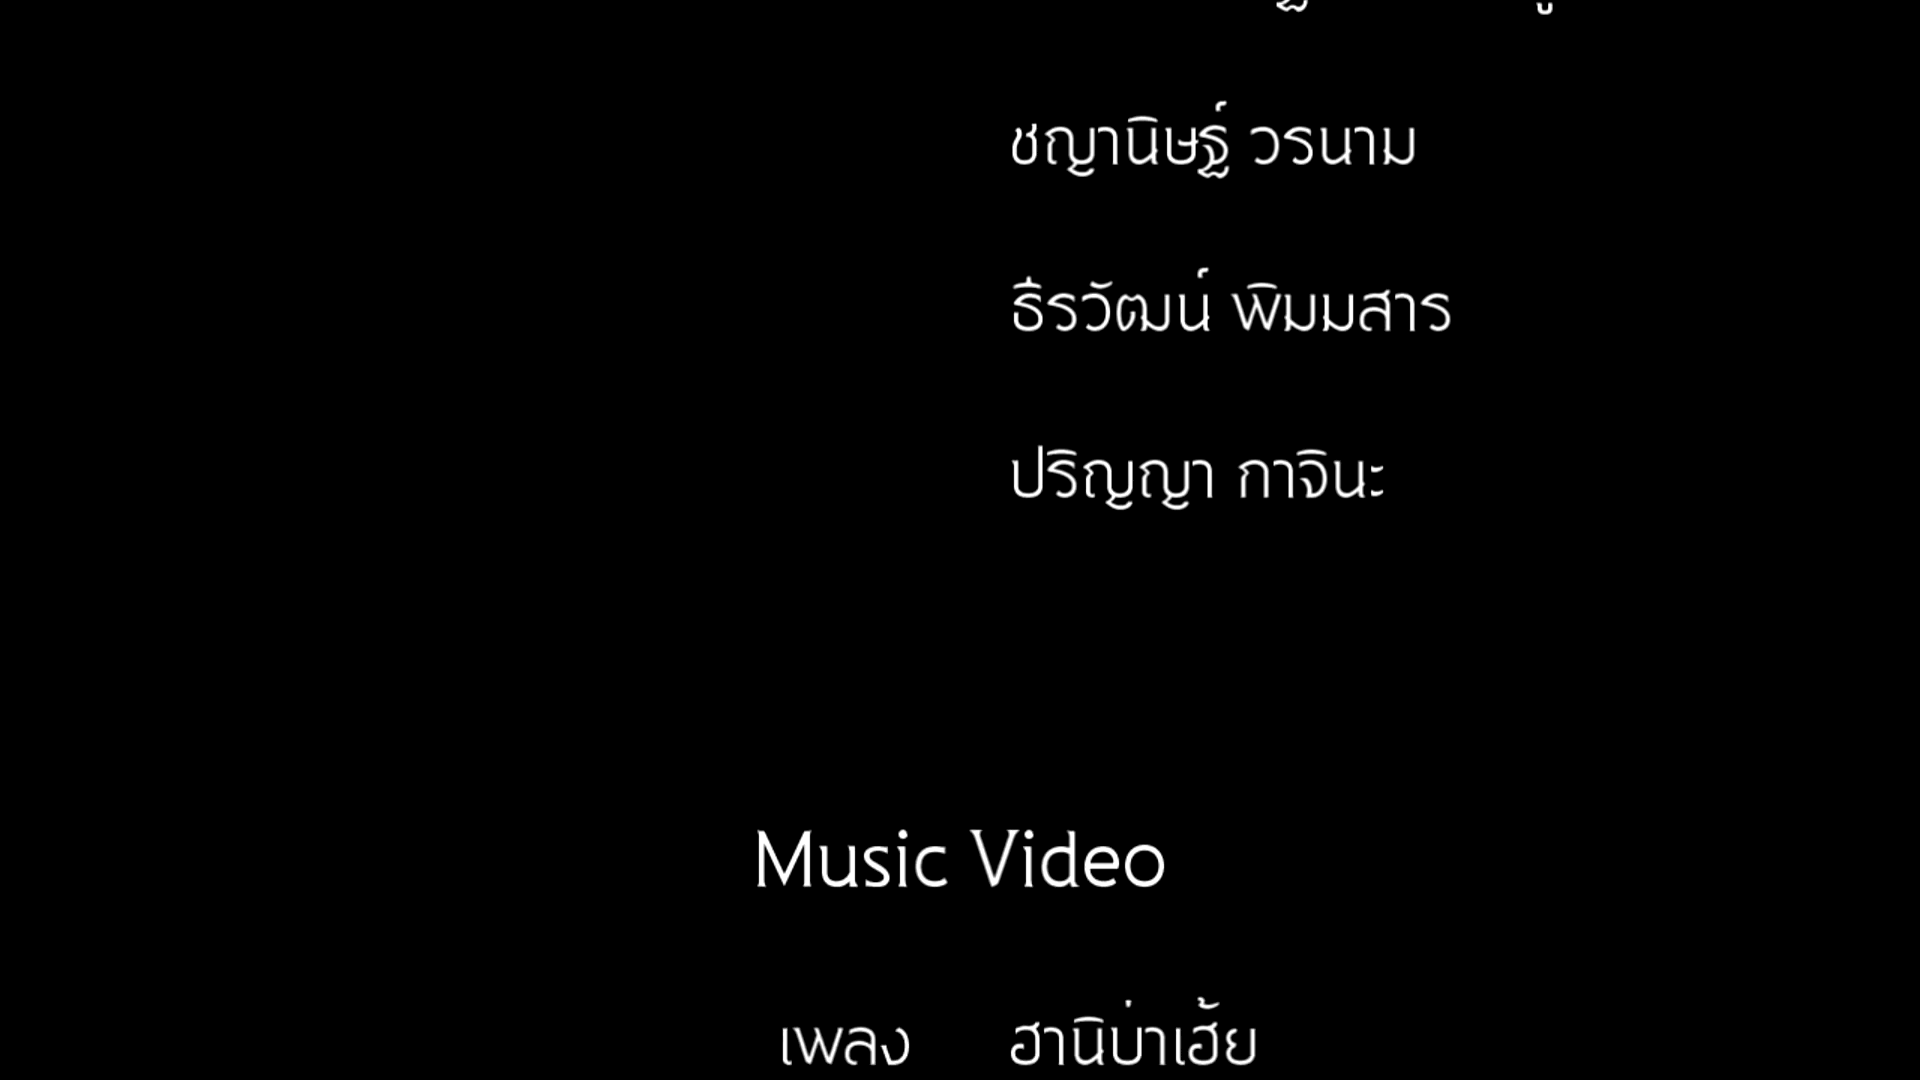 ชญานิษฐ์ วรนาม
ธีรวัฒน์ พิมมสาร
ปริญญา กาจินะ
Music Video
เพลง ฮานิบ่าเฮ้ย